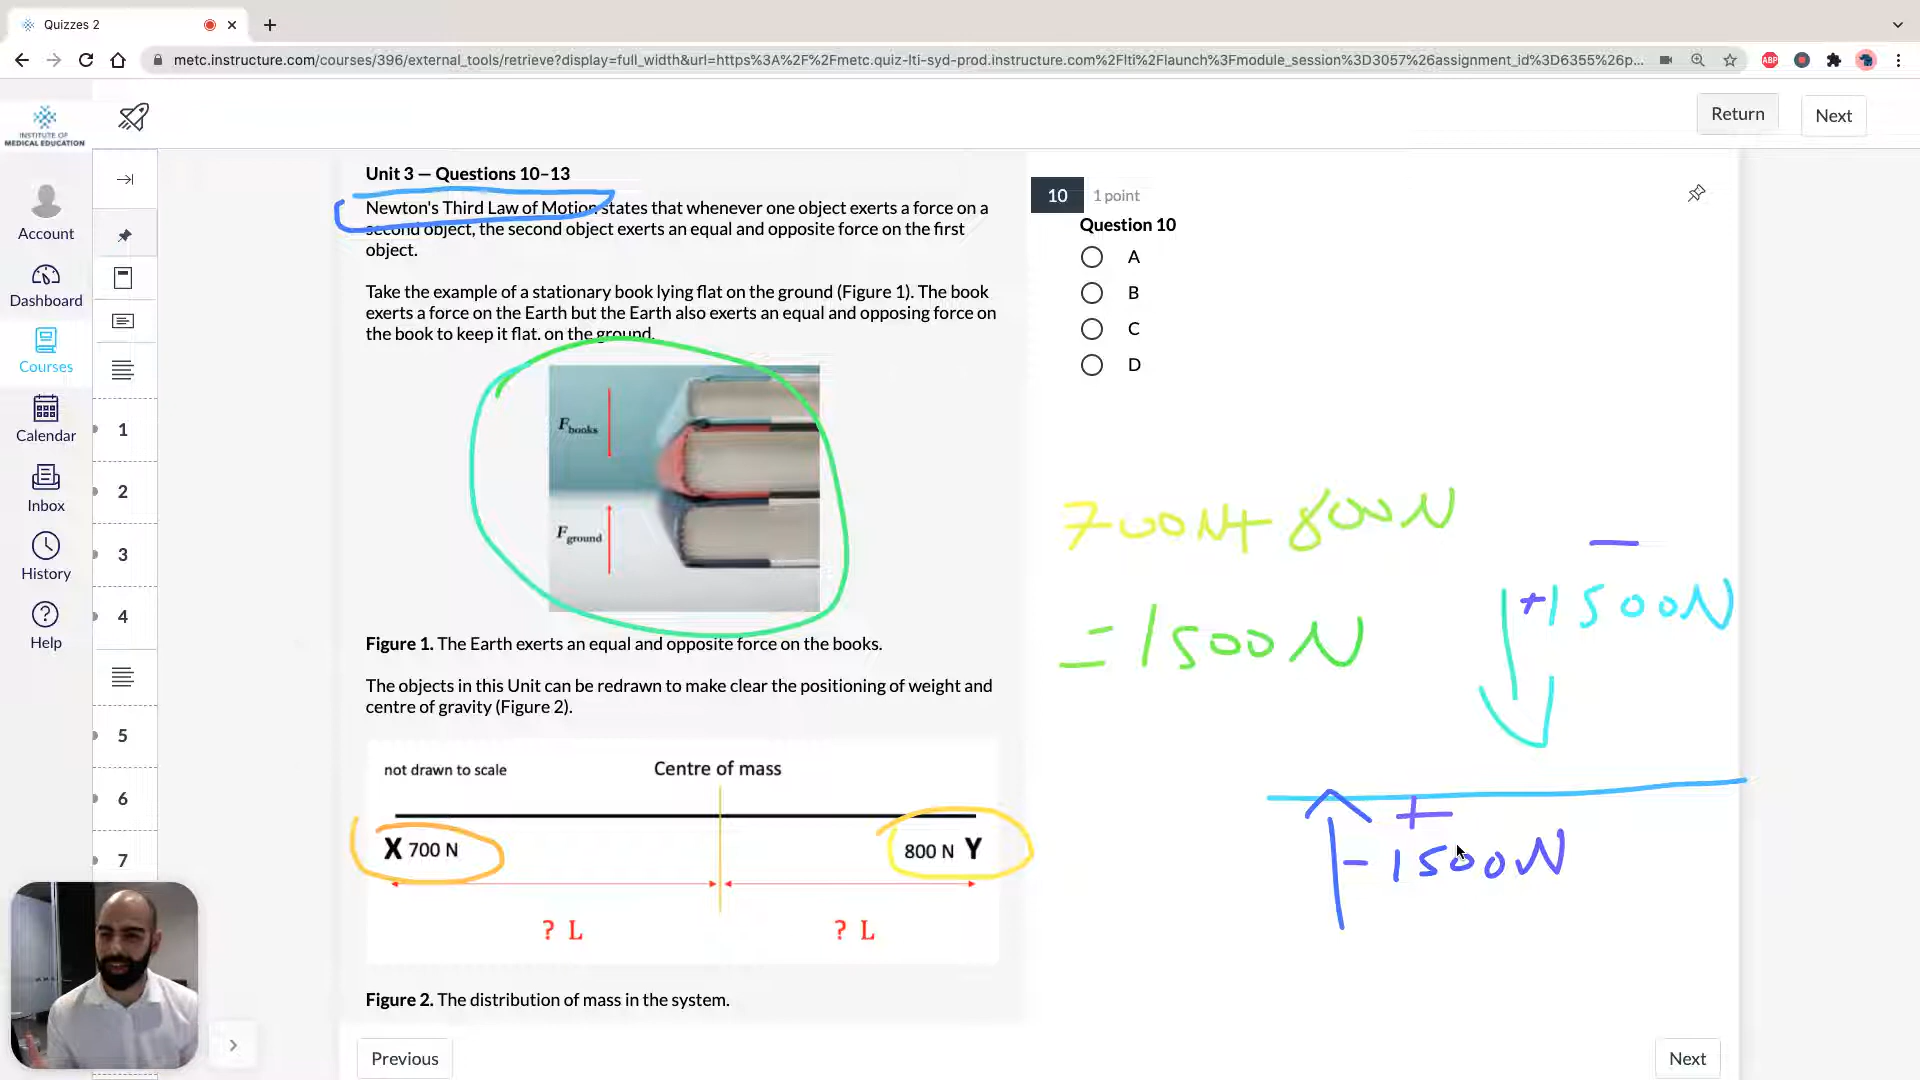 Quizzes 2
metc.instructure.com/courses/396/external_tools/retrieve?display=full_width&url=https%3A%2F%2Fmetc.quiz-lti-syd-prod.instructure.com%2Flti%2Flaunch%3Fmodule_session%3D3057%26assignment_id%3D6355%26p...
ABP
INSTITUTE OF
MEDICAL EDUCATION
Return
Next
Account
Dashboard
Courses
Calendar
Inbox
History
Help
1
2
3
4
5
6
7
Unit 3 — Questions 10–13
Newton's Third Law of Motion states that whenever one object exerts a force on a
second object, the second object exerts an equal and opposite force on the first
object.
Take the example of a stationary book lying flat on the ground (Figure 1). The book
exerts a force on the Earth but the Earth also exerts an equal and opposing force on
the book to keep it flat. on the ground.
F books
F ground
Figure 1. The Earth exerts an equal and opposite force on the books.
The objects in this Unit can be redrawn to make clear the positioning of weight and
centre of gravity (Figure 2).
not drawn to scale
Centre of mass
X 700 N
800 N Y
? L
? L
Figure 2. The distribution of mass in the system.
Previous
10
1 point
Question 10
A
B
C
D
700N + 800N
= 1500N
−
+1500N
+
-1500N
Next